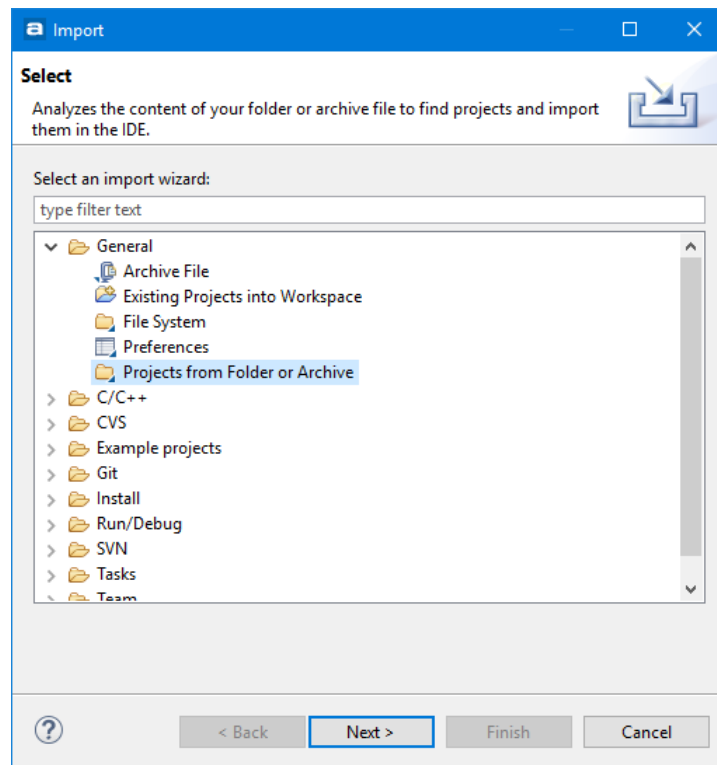 a Import
Select
Analyzes the content of your folder or archive file to find projects and import
them in the IDE.
Select an import wizard:
type filter text
General
Archive File
Existing Projects into Workspace
File System
Preferences
Projects from Folder or Archive
C/C++
CVS
Example projects
Git
Install
Run/Debug
SVN
Tasks
Team
? < Back Next > Finish Cancel